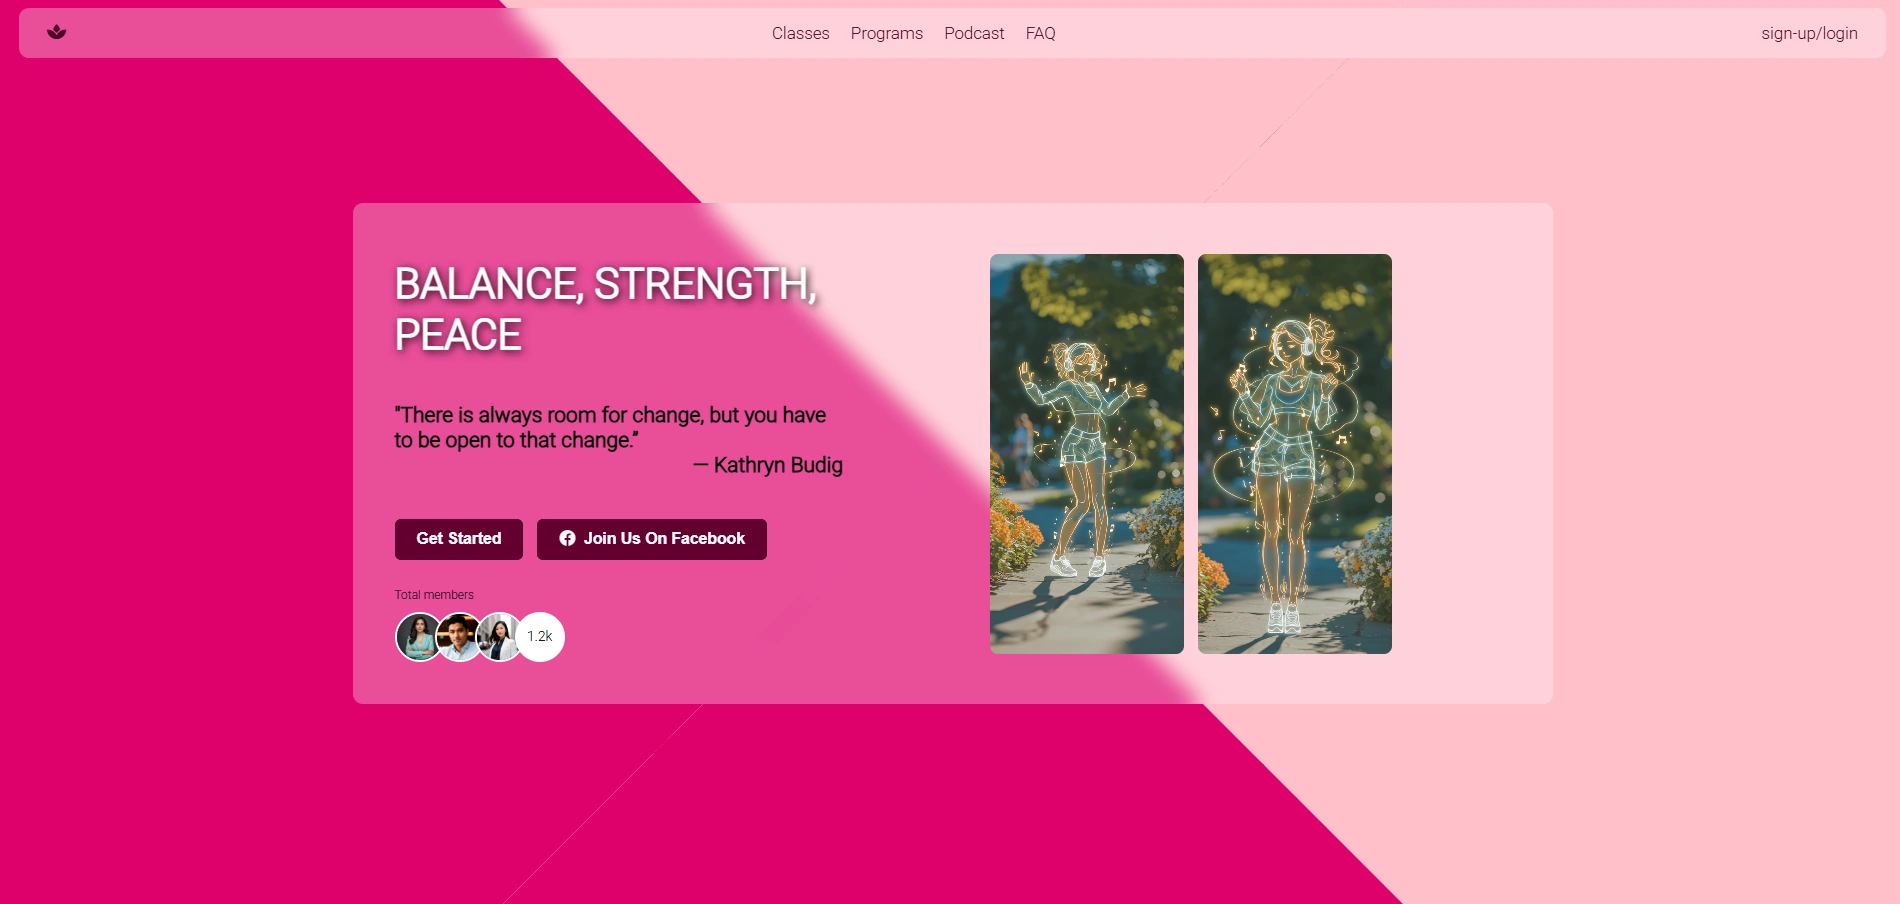 Classes Programs Podcast FAQ
sign-up/login
BALANCE, STRENGTH,
PEACE
"There is always room for change, but you have
to be open to that change.”
— Kathryn Budig
Get Started
Join Us On Facebook
Total members
1.2k